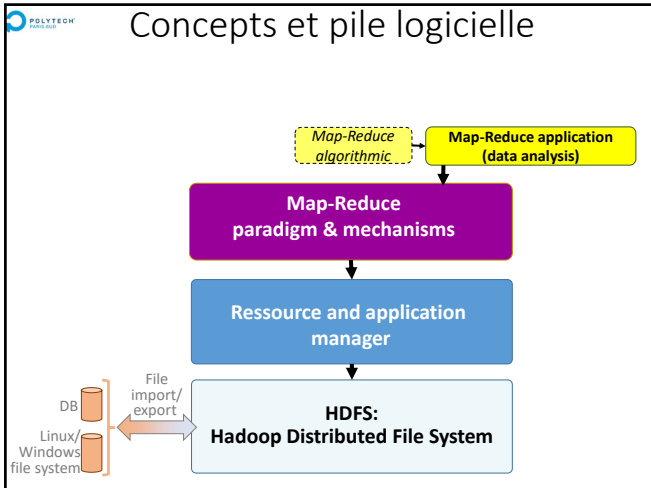 POLYTECH
PARIS-SUD
Concepts et pile logicielle
Map-Reduce
algorithmic
Map-Reduce application
(data analysis)
Map-Reduce
paradigm & mechanisms
Ressource and application
manager
File
import/
export
DB
Linux/
Windows
file system
HDFS:
Hadoop Distributed File System